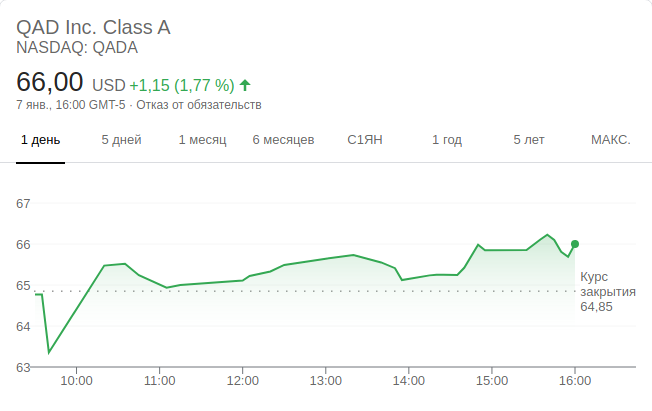 QAD Inc. Class A
NASDAQ: QADA
66,00 USD +1,15 (1,77 %)
7 янв., 16:00 GMT-5 · Отказ от обязательств
1 день 5 дней 1 месяц 6 месяцев С1ЯН 1 год 5 лет МАКС.
67
66
65
64
63
Курс
закрытия
64,85
10:00 11:00 12:00 13:00 14:00 15:00 16:00